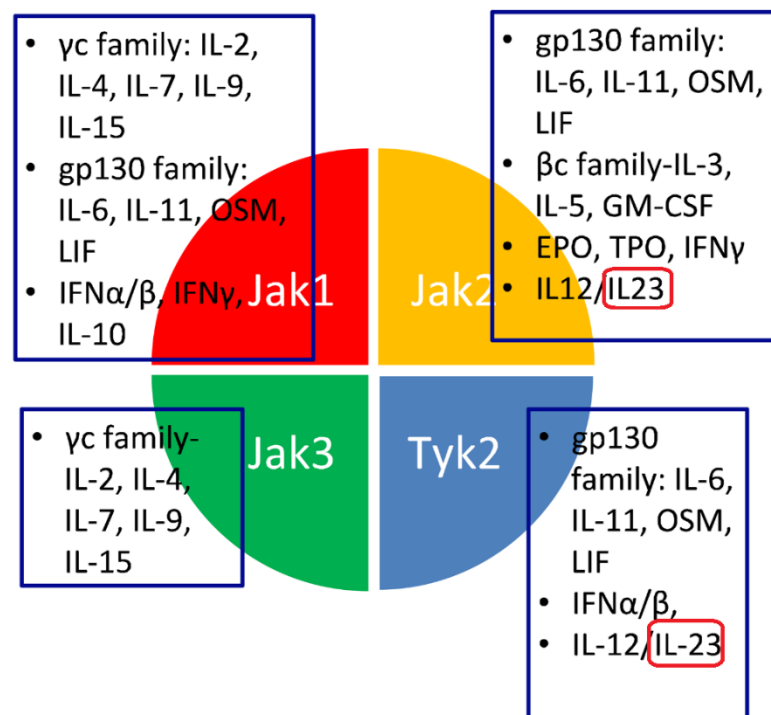 • γc family: IL-2,
IL-4, IL-7, IL-9,
IL-15
• gp130 family:
IL-6, IL-11, OSM,
LIF
• IFNα/β, IFNγ,
IL-10
Jak1
• gp130 family:
IL-6, IL-11, OSM,
LIF
• βc family-IL-3,
IL-5, GM-CSF
• EPO, TPO, IFNγ
• IL12/IL23
Jak2
• γc family-
IL-2, IL-4,
IL-7, IL-9,
IL-15
Jak3
Tyk2
• gp130
family: IL-6,
IL-11, OSM,
LIF
• IFNα/β,
• IL-12/IL-23